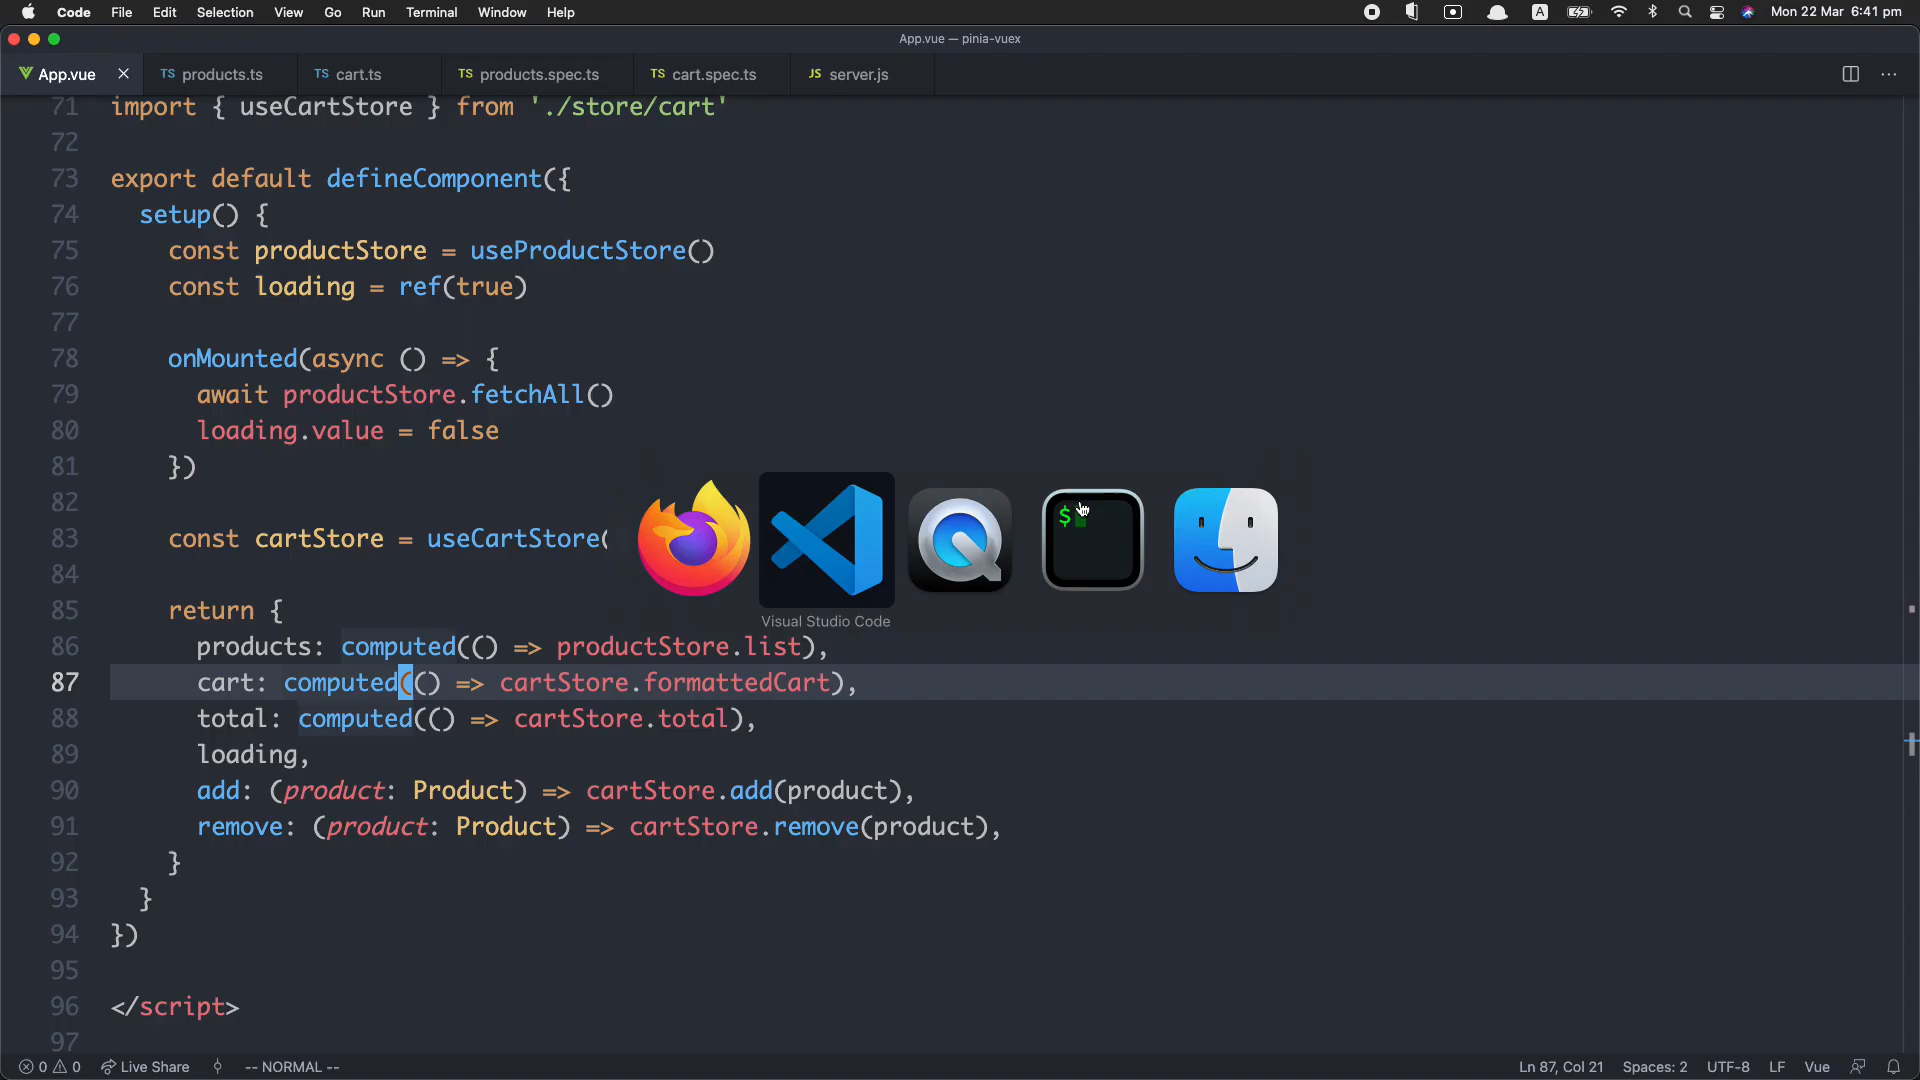 Code File Edit Selection View Go Run Terminal Window Help A Mon 22 Mar 6:41 pm
App.vue — pinia-vuex
App.vue TS products.ts TS cart.ts TS products.spec.ts TS cart.spec.ts JS server.js
71 import { useCartStore } from './store/cart'
72
73 export default defineComponent({
74 setup() {
75 const productStore = useProductStore()
76 const loading = ref(true)
77
78 onMounted(async () => {
79 await productStore.fetchAll()
80 loading.value = false
81 })
82
83 const cartStore = useCartStore(
$
84
Visual Studio Code
85 return {
86 products: computed(() => productStore.list),
87 cart: computed(() => cartStore.formattedCart),
88 total: computed(() => cartStore.total),
89 loading,
90 add: (product: Product) => cartStore.add(product),
91 remove: (product: Product) => cartStore.remove(product),
92 }
93 }
94 })
95
96 </script>
97
0 0 Live Share -- NORMAL -- Ln 87, Col 21 Spaces: 2 UTF-8 LF Vue